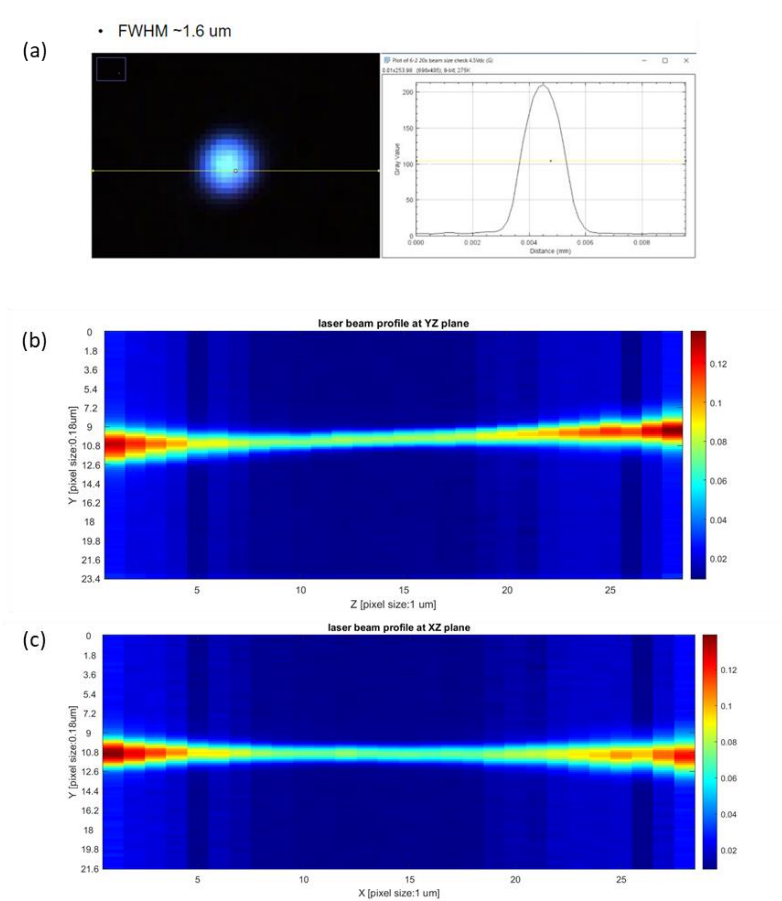 • FWHM ~1.6 um
(a)
Plot of 6-2 20x beam size check 4.5Vdc (G)
200
150
100
50
0
Gray Value
0.000 0.002 0.004 0.006 0.008
Distance (mm)
(b)
laser beam profile at YZ plane
0
1.8
3.6
5.4
7.2
9
10.8
12.6
14.4
16.2
18
19.8
21.6
23.4
Y [pixel size:0.18um]
5 10 15 20 25
Z [pixel size:1 um]
0.12
0.1
0.08
0.06
0.04
0.02
(c)
laser beam profile at XZ plane
0
1.8
3.6
5.4
7.2
9
10.8
12.6
14.4
16.2
18
19.8
21.6
Y [pixel size:0.18um]
5 10 15 20 25
X [pixel size:1 um]
0.12
0.1
0.08
0.06
0.04
0.02